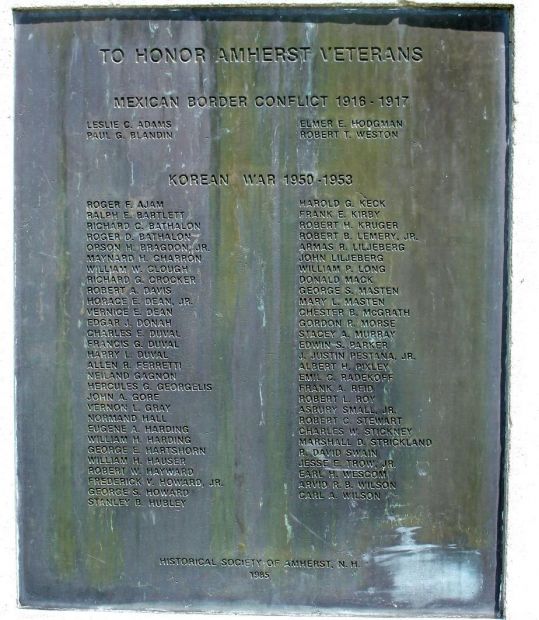 TO HONOR AMHERST VETERANS
MEXICAN BORDER CONFLICT 1916 - 1917
LESLIE C. ADAMS
PAUL G. BLANDIN
ELMER E. HODGMAN
ROBERT T. WESTON
KOREAN WAR 1950 - 1953
ROGER F. AJAM
RALPH E. BARTLETT
RICHARD C. BATHALON
ROGER D. BATHALON
OPSON H. BRAGDON, JR.
MAYNARD H. CHARRON
WILLIAM W. CLOUGH
RICHARD G. CROCKER
ROBERT A. DAVIS
HORACE E. DEAN, JR.
VERNICE E. DEAN
EDGAR J. DONAH
CHARLES E. DUVAL
FRANCIS G. DUVAL
HARRY L. DUVAL
ALLEN R. FERRETTI
NEILAND GAGNON
HERCULES G. GEORGELIS
JOHN A. GORE
VERNON L. GRAY
NORMAND HALL
EUGENE A. HARDING
WILLIAM H. HARDING
GEORGE E. HARTSHORN
WILLIAM H. HAUSER
ROBERT W. HAYWARD
FREDERICK V. HOWARD, JR.
GEORGE S. HOWARD
STANLEY B. HUBLEY
HAROLD G. KECK
FRANK E. KIRBY
ROBERT H. KRUGER
ROBERT B. LEMERY, JR.
ARMAS R. LILJEBERG
JOHN LILJEBERG
WILLIAM P. LONG
DONALD MACK
GEORGE S. MASTEN
MARY L. MASTEN
CHESTER B. McGRATH
GORDON R. MORSE
STACEY A. MURRAY
EDWIN S. PARKER
J. JUSTIN PESTANA, JR.
ALBERT H. PIXLEY
EMIL C. RADEKOFF
FRANK A. REID
ROBERT L. ROY
ASBURY SMALL, JR.
ROBERT C. STEWART
CHARLES W. STICKNEY
MARSHALL D. STRICKLAND
R. DAVID SWAIN
JESSE E. TROW, JR.
EARL M. WESCOM
ARVID R. B. WILSON
CARL A. WILSON
HISTORICAL SOCIETY OF AMHERST, N. H.
1985